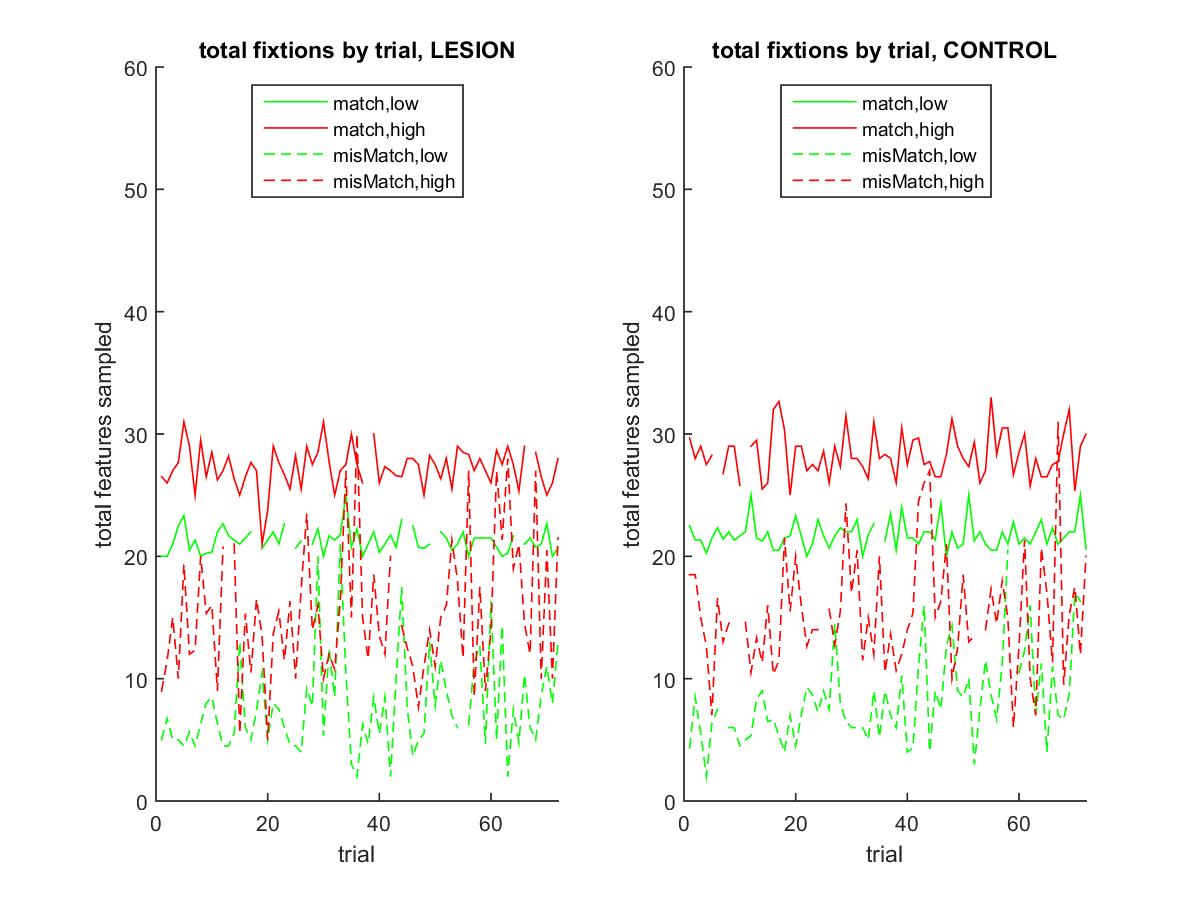 total fixtions by trial, LESION
match,low
match,high
misMatch,low
misMatch,high
60
50
40
30
20
10
0
total features sampled
0 20 40 60
trial
total fixtions by trial, CONTROL
match,low
match,high
misMatch,low
misMatch,high
60
50
40
30
20
10
0
total features sampled
0 20 40 60
trial